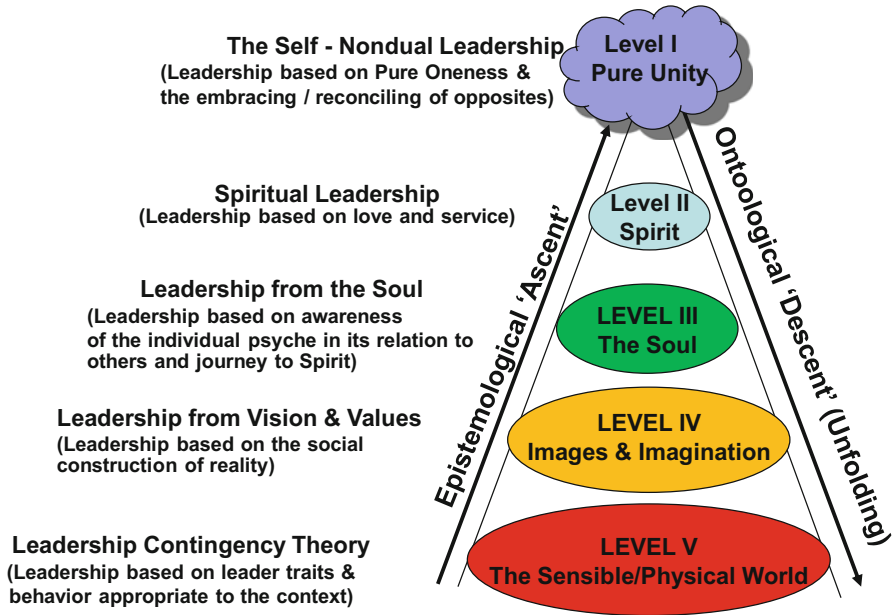 The Self - Nondual Leadership
(Leadership based on Pure Oneness &
the embracing / reconciling of opposites)
Level I
Pure Unity
Spiritual Leadership
(Leadership based on love and service)
Level II
Spirit
Leadership from the Soul
(Leadership based on awareness
of the individual psyche in its relation to
others and journey to Spirit)
LEVEL III
The Soul
Leadership from Vision & Values
(Leadership based on the social
construction of reality)
LEVEL IV
Images & Imagination
Leadership Contingency Theory
(Leadership based on leader traits &
behavior appropriate to the context)
LEVEL V
The Sensible/Physical World
Epistemological ‘Ascent’
Ontoological ‘Descent’ (Unfolding)